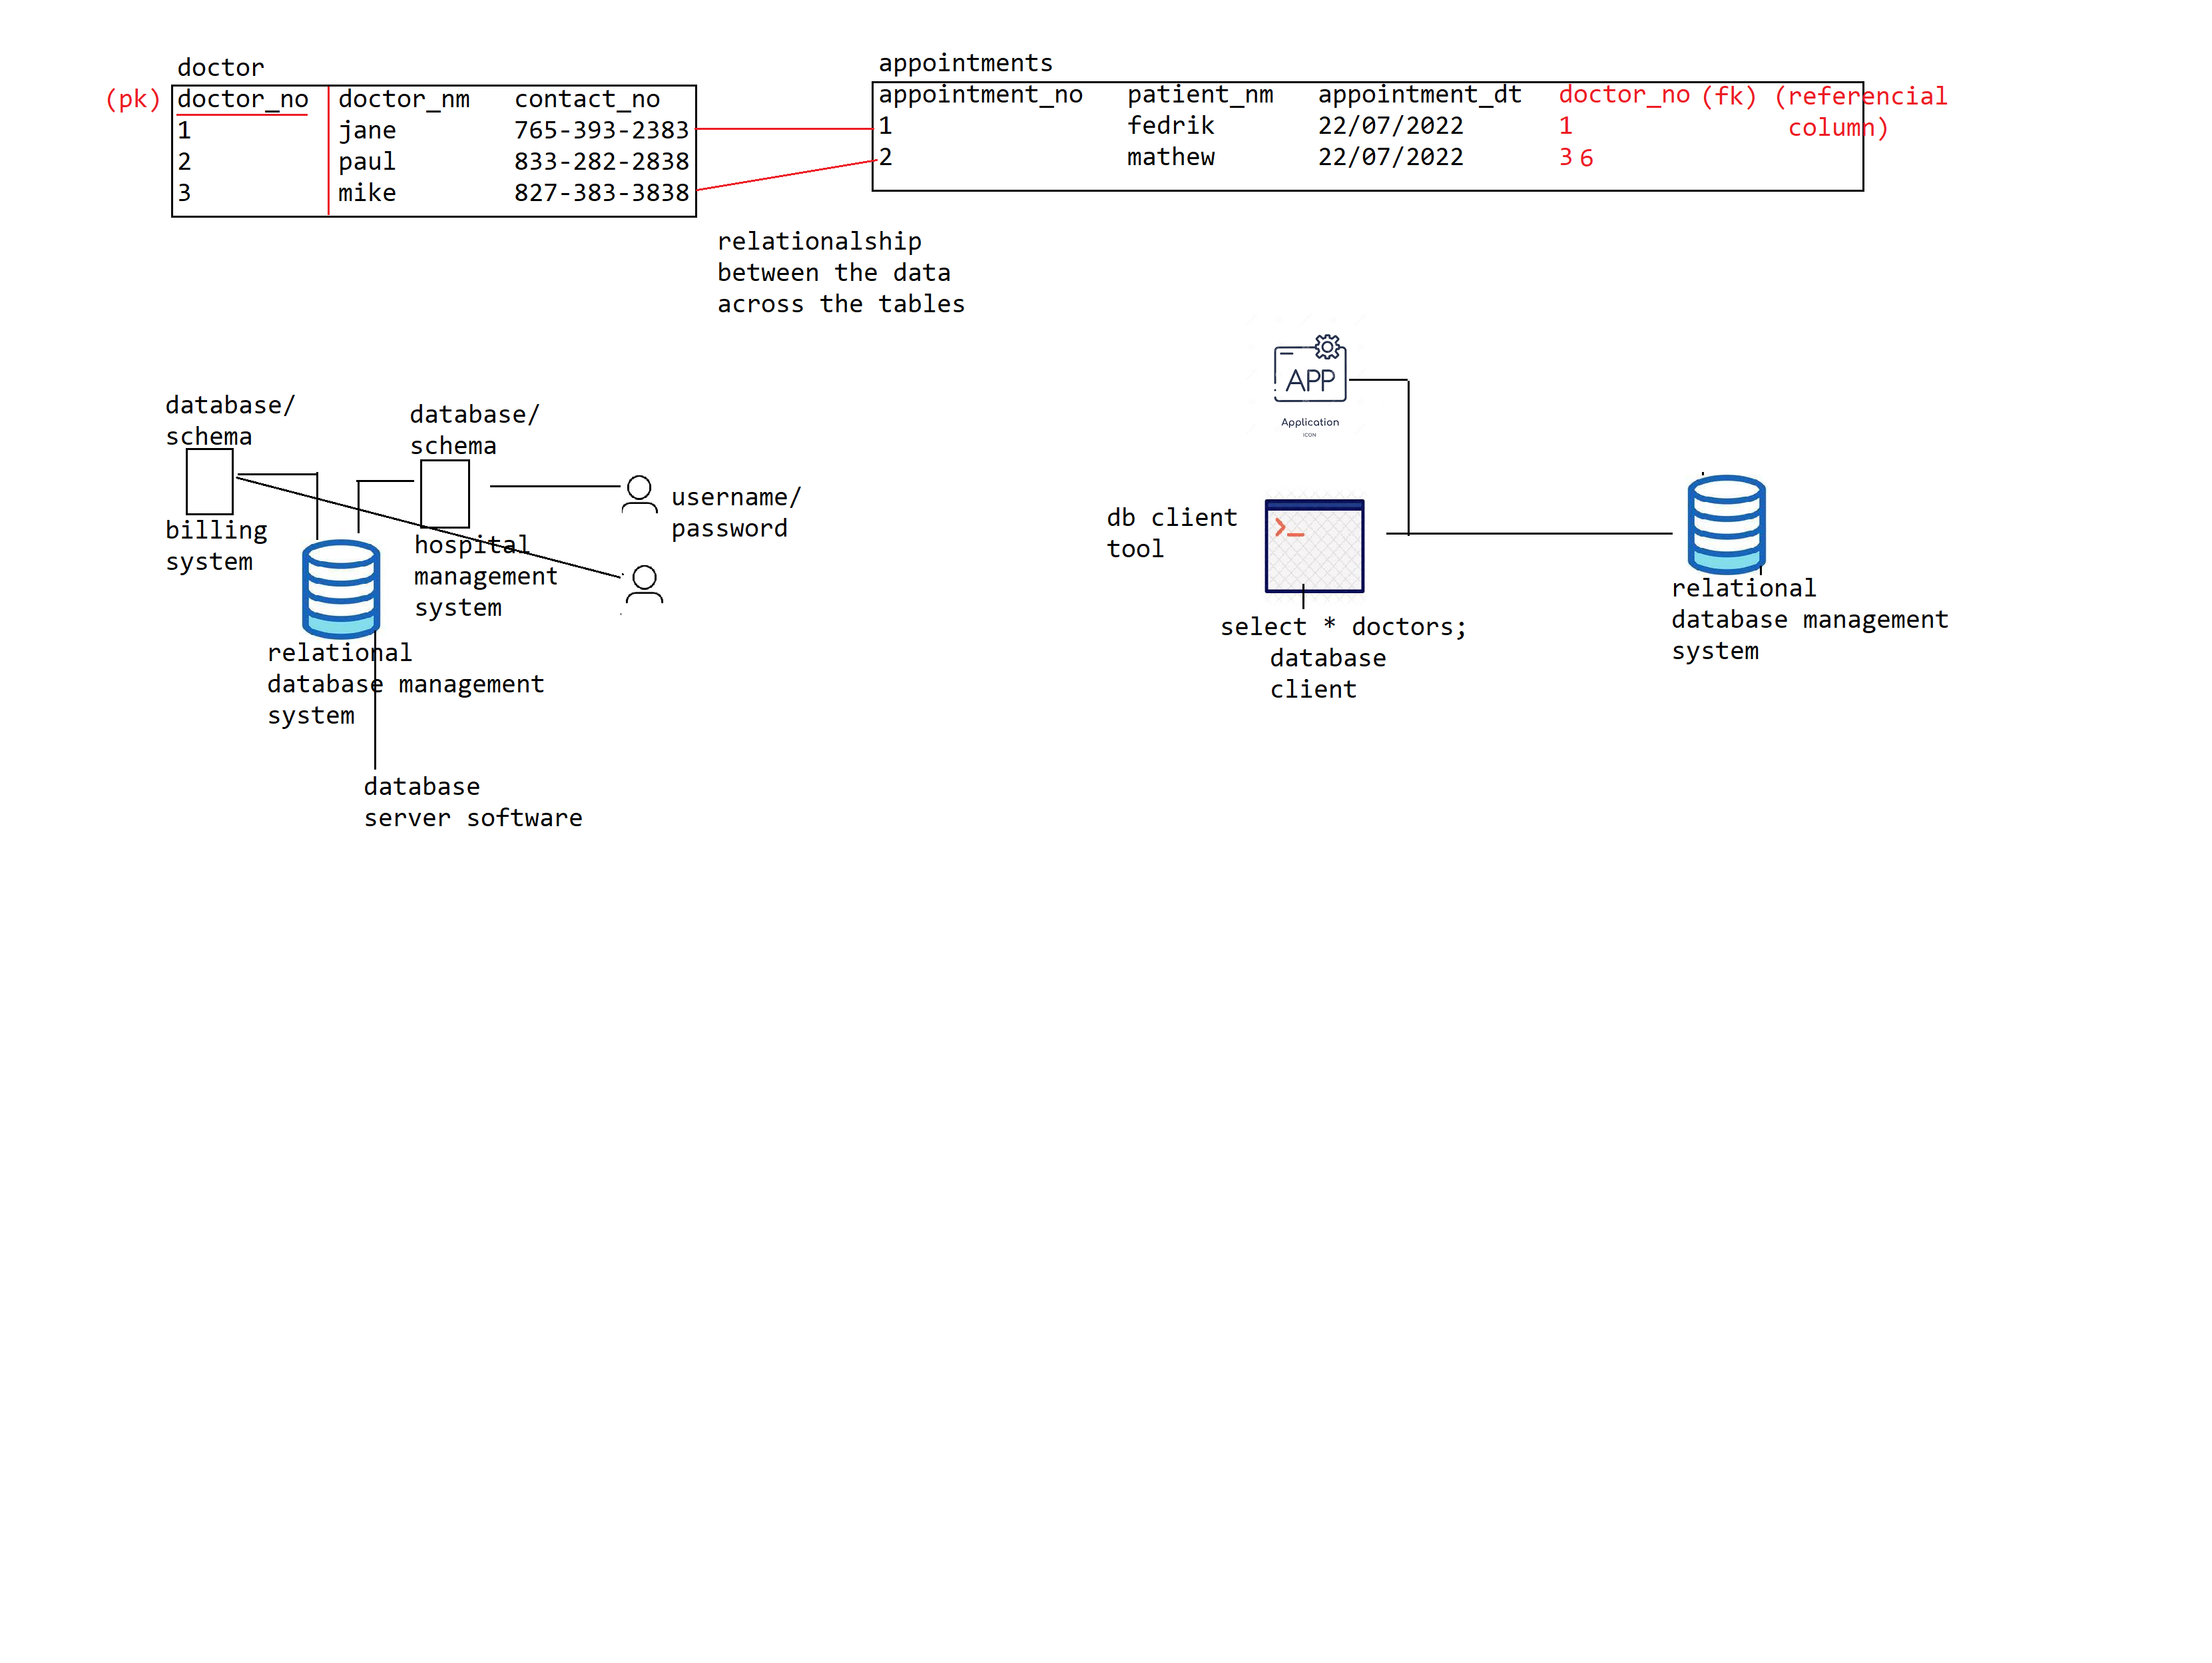 doctor
(pk) doctor_no doctor_nm contact_no
1 jane 765-393-2383
2 paul 833-282-2838
3 mike 827-383-3838
appointments
appointment_no patient_nm appointment_dt doctor_no (fk) (referencial
column)
1 fedrik 22/07/2022 1
2 mathew 22/07/2022 3 6
relationalship
between the data
across the tables
database/
schema
billing
system
database/
schema
hospital
management
system
username/
password
relational
database management
system
database
server software
APP
Application
ICON
db client
tool
>_
select * doctors;
database
client
relational
database management
system